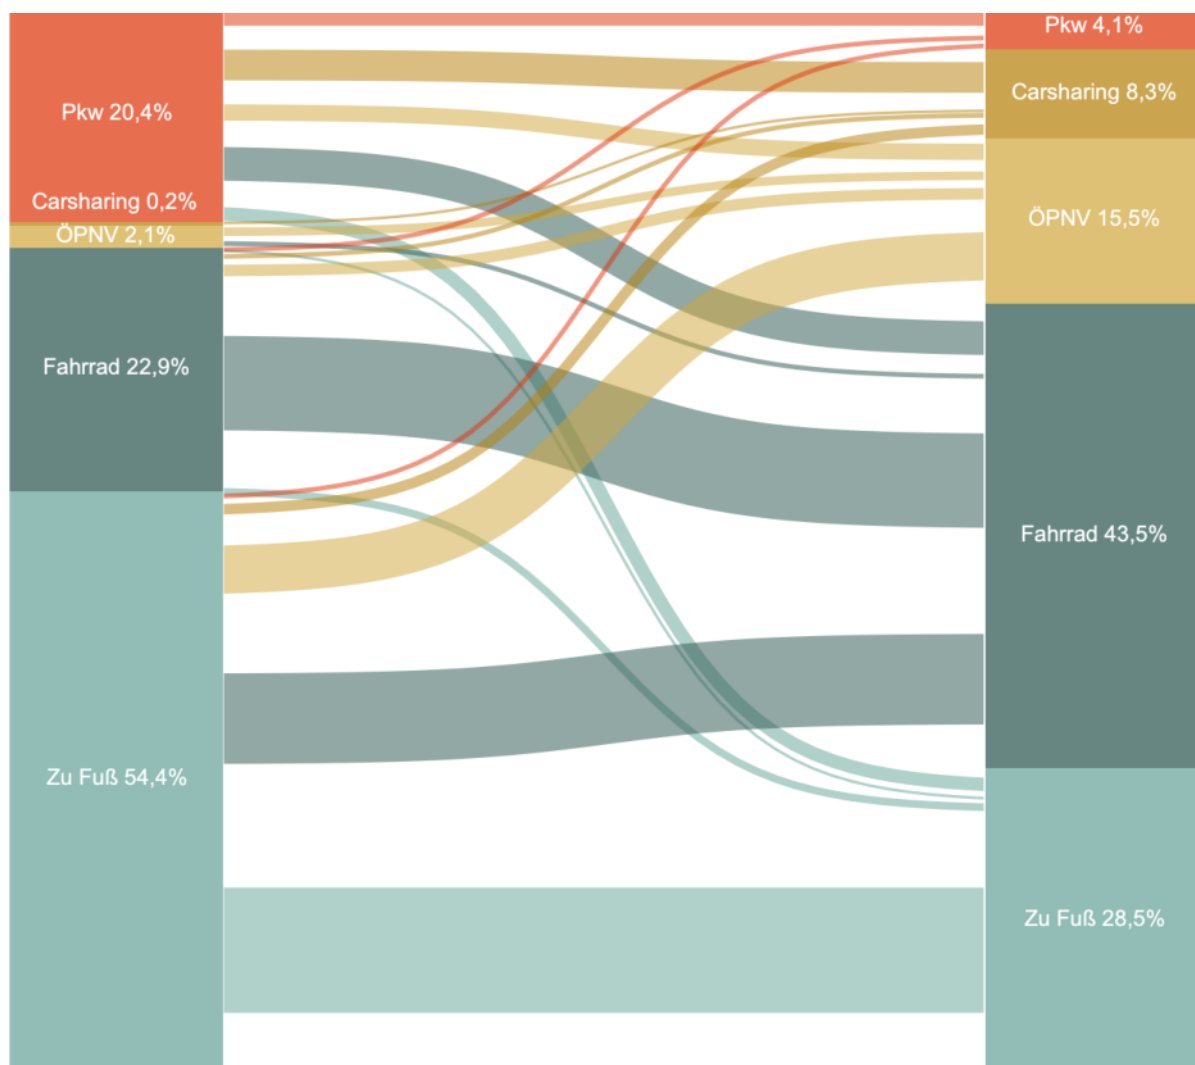 Pkw 20,4%
Carsharing 0,2%
ÖPNV 2,1%
Fahrrad 22,9%
Zu Fuß 54,4%
Pkw 4,1%
Carsharing 8,3%
ÖPNV 15,5%
Fahrrad 43,5%
Zu Fuß 28,5%